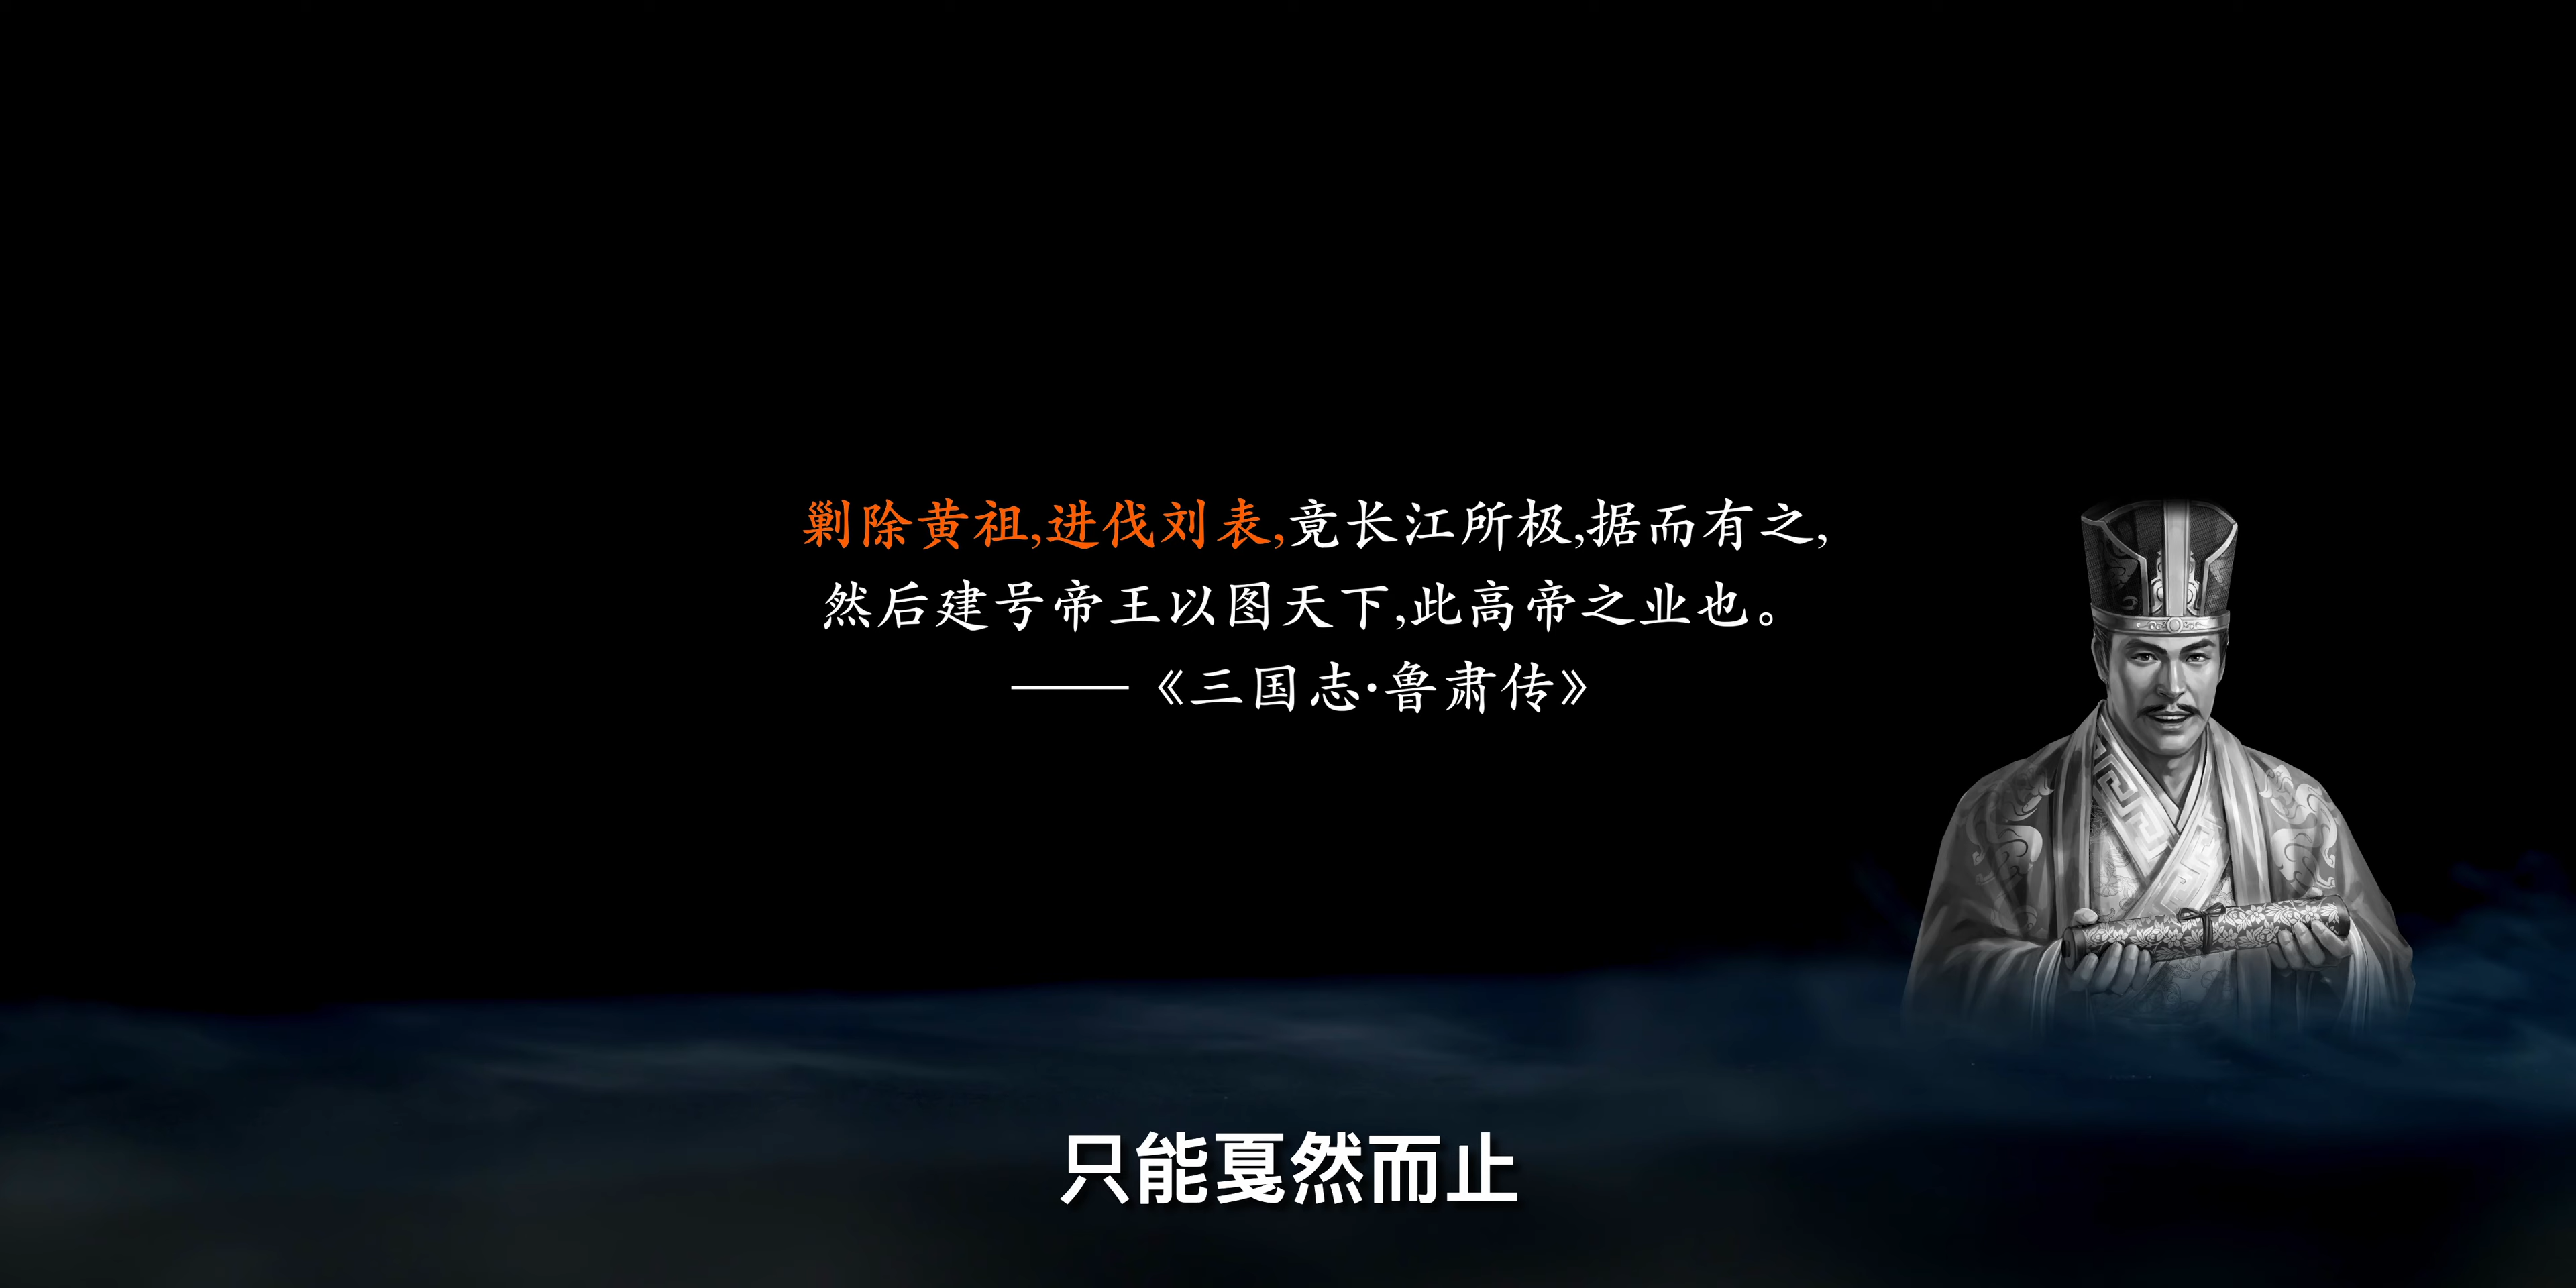 剿除黄祖,进伐刘表,竟长江所极,据而有之,
然后建号帝王以图天下,此高帝之业也。
——《三国志·鲁肃传》
只能戛然而止